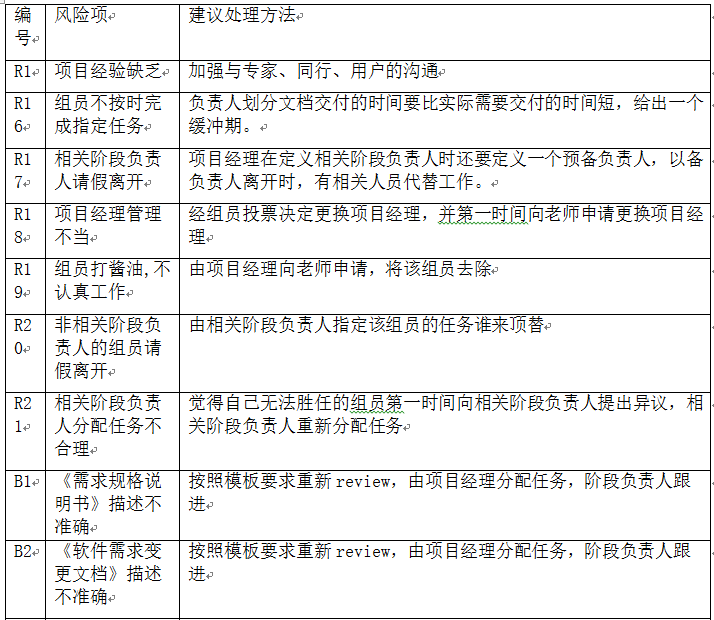 编 风险项 建议处理方法
号
R1 项目经验缺乏 加强与专家、同行、用户的沟通
R1 组员不按时完 负责人划分文档交付的时间要比实际需要交付的时间短，给出一个
6 成指定任务 缓冲期。
R1 相关阶段负责 项目经理在定义相关阶段负责人时还要定义一个预备负责人，以备
7 人请假离开 负责人离开时，有相关人员代替工作。
R1 项目经理管理 经组员投票决定更换项目经理，并第一时间向老师申请更换项目经
8 不当 理
R1 组员打酱油,不 由项目经理向老师申请，将该组员去除
9 认真工作
R2 非相关阶段负 由相关阶段负责人指定该组员的任务谁来顶替
0 责人的组员请
假离开
R2 相关阶段负责 觉得自己无法胜任的组员第一时间向相关阶段负责人提出异议，相
1 人分配任务不 关阶段负责人重新分配任务
合理
B1 《需求规格说 按照模板要求重新 review，由项目经理分配任务，阶段负责人跟
明书》描述不 进
准确
B2 《软件需求变 按照模板要求重新 review，由项目经理分配任务，阶段负责人跟
更文档》描述 进
不准确